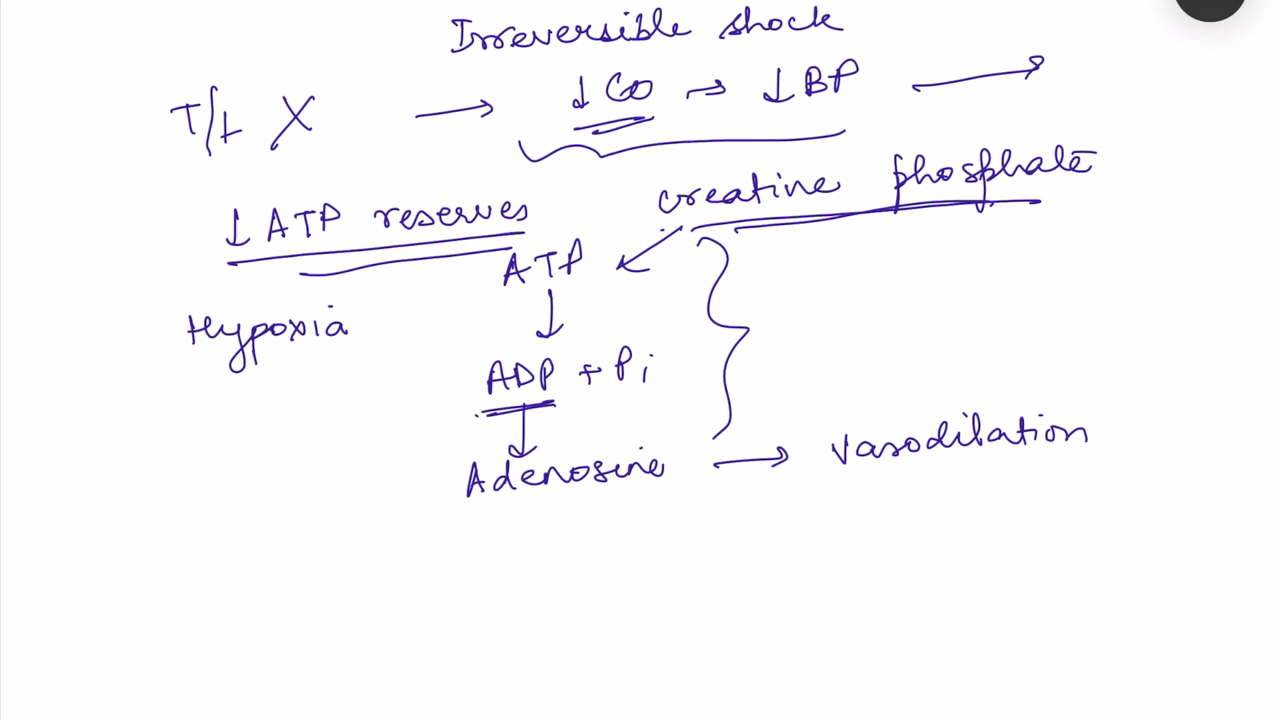 Irreversible shock
T/t X → ↓ CO → ↓ BP →
↓ ATP reserves creatine phosphate
ATP
↓
Hypoxia
ADP + Pi
↓
Adenosine → vasodilation